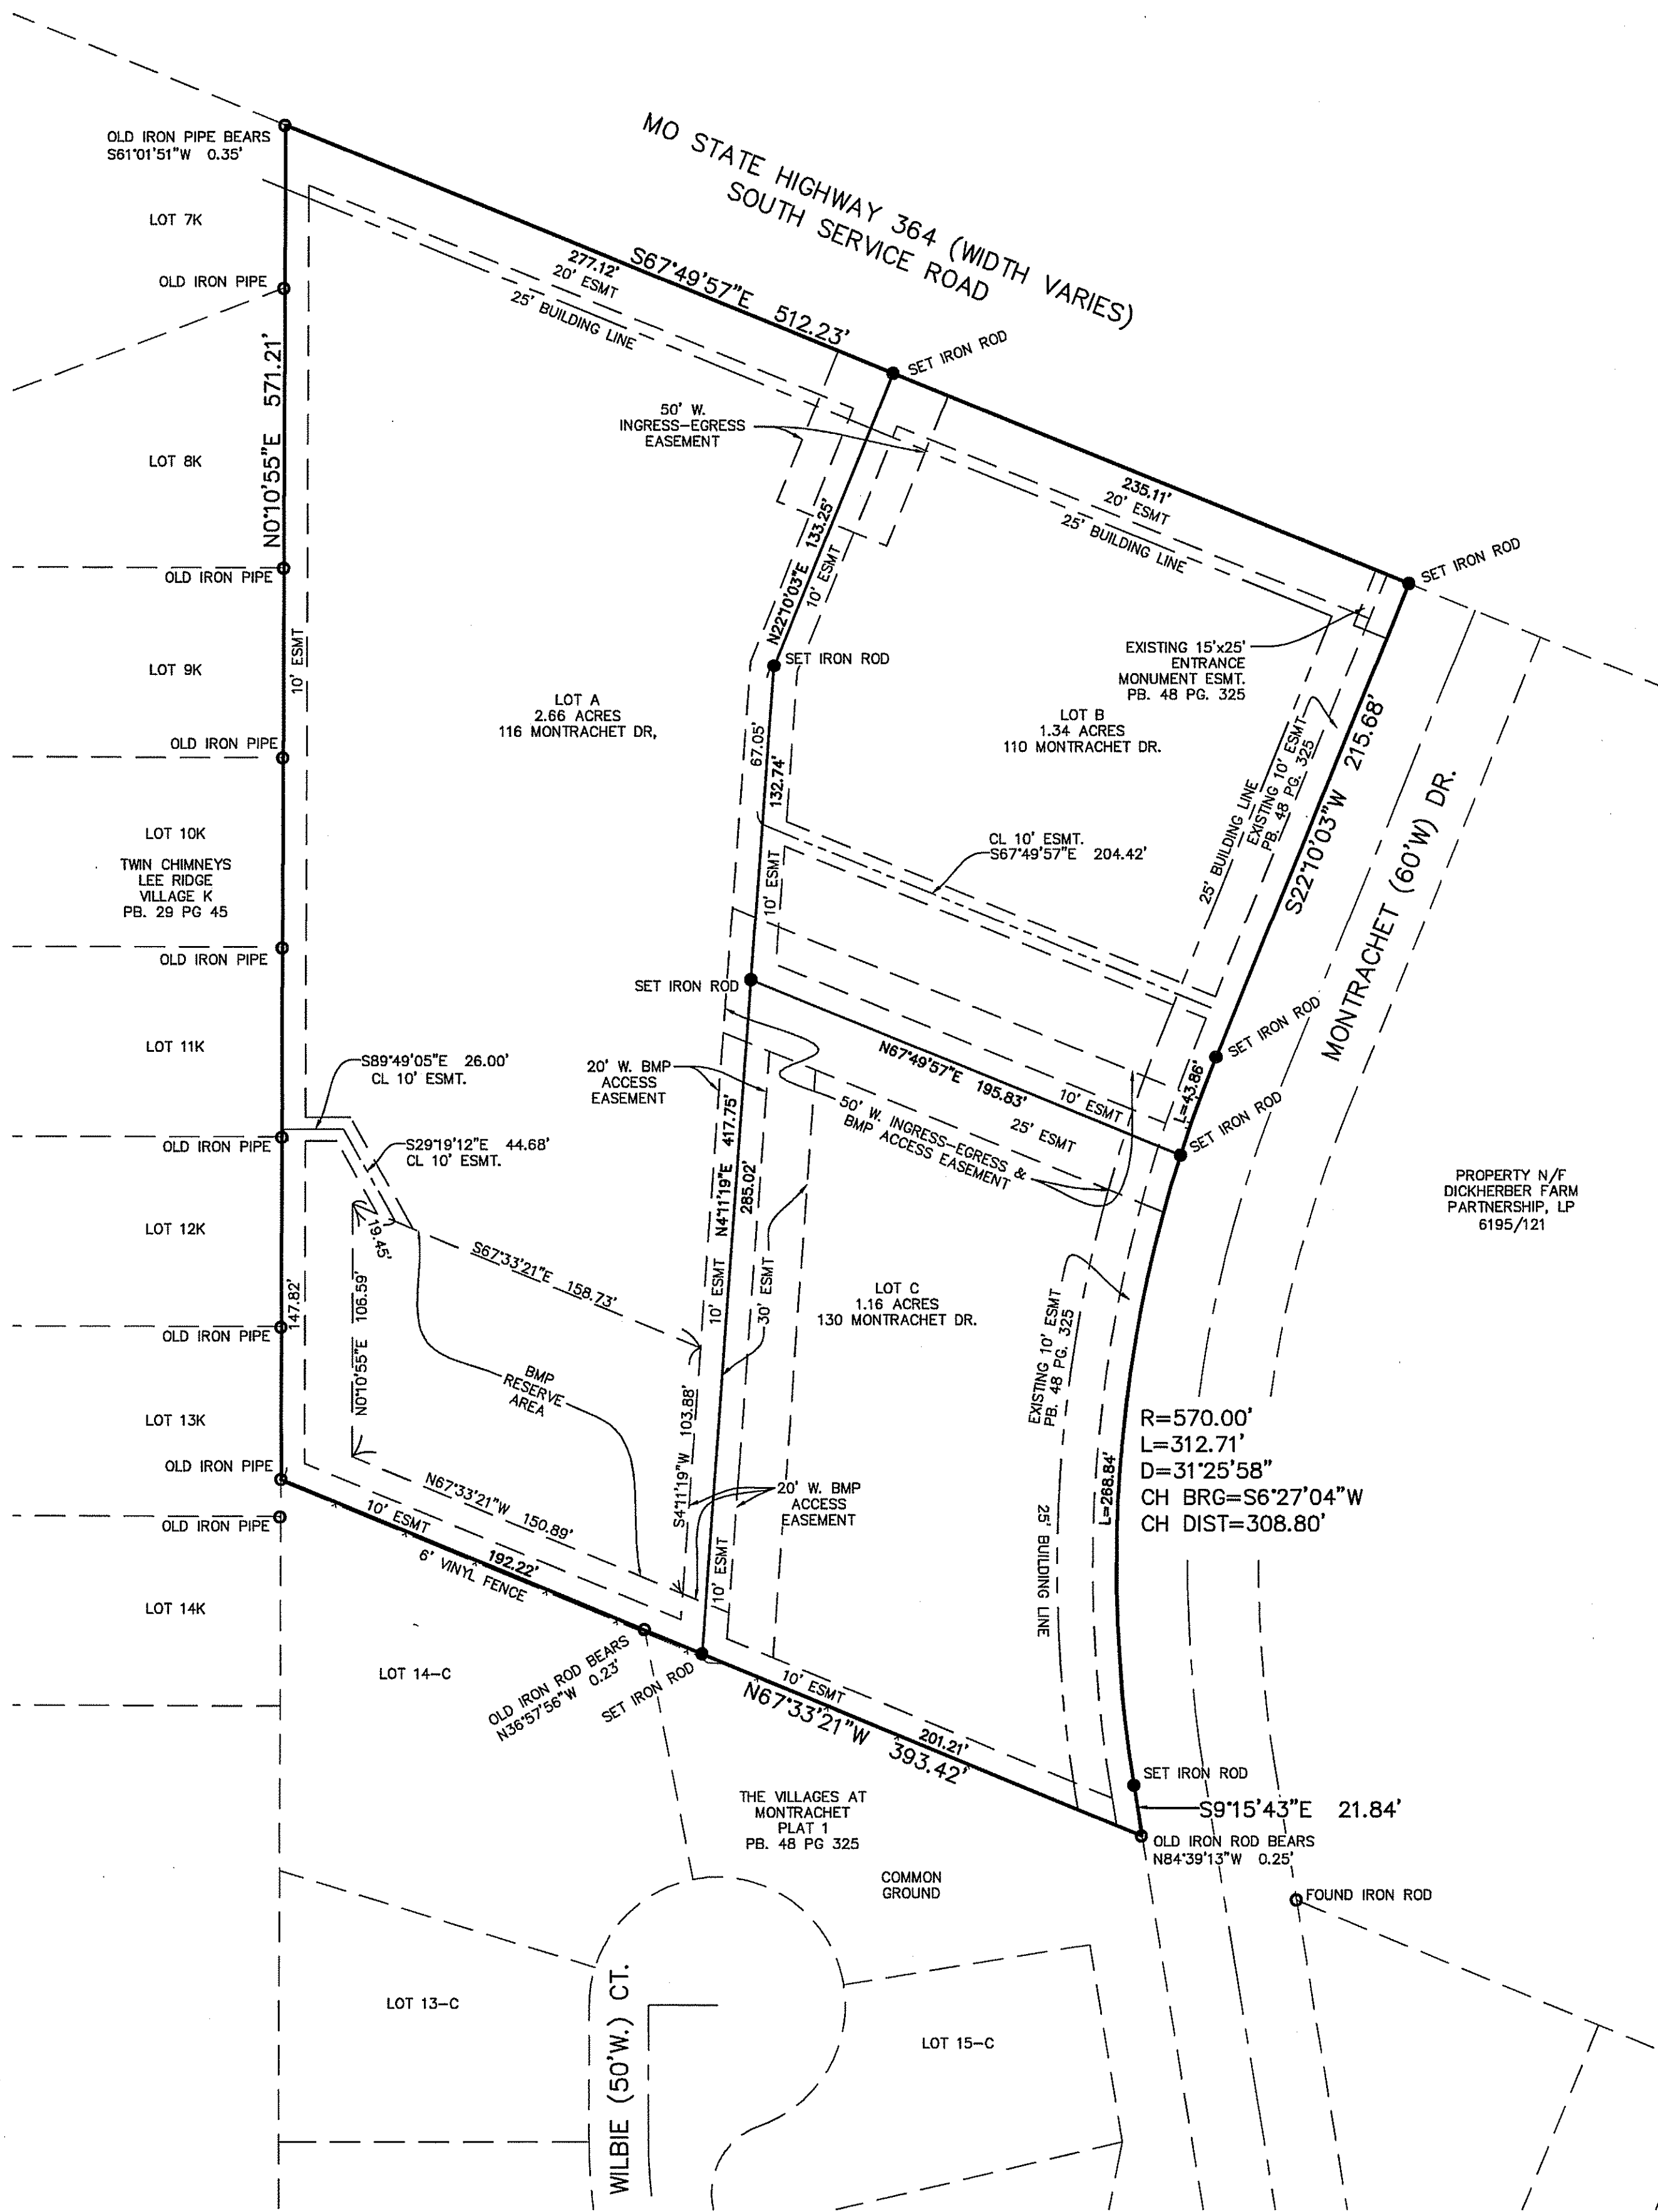 MO STATE HIGHWAY 364 (WIDTH VARIES)
SOUTH SERVICE ROAD
OLD IRON PIPE BEARS
S61°01'51"W 0.35'
LOT 7K
OLD IRON PIPE
N0°10'55"E 571.21'
LOT 8K
OLD IRON PIPE
10' ESMT
LOT 9K
OLD IRON PIPE
LOT 10K
TWIN CHIMNEYS
LEE RIDGE
VILLAGE K
PB. 29 PG 45
OLD IRON PIPE
LOT 11K
OLD IRON PIPE
LOT 12K
147.82'
OLD IRON PIPE
LOT 13K
OLD IRON PIPE
OLD IRON PIPE
LOT 14K
S67°49'57"E 512.23'
277.12'
20' ESMT
25' BUILDING LINE
SET IRON ROD
50' W.
INGRESS-EGRESS
EASEMENT
235.11'
20' ESMT
25' BUILDING LINE
SET IRON ROD
N22°10'03"E 133.25'
10' ESMT
SET IRON ROD
EXISTING 15'x25'
ENTRANCE
MONUMENT ESMT.
PB. 48 PG. 325
LOT A
2.66 ACRES
116 MONTRACHET DR,
LOT B
1.34 ACRES
110 MONTRACHET DR.
67.05'
132.74'
10' ESMT
25' BUILDING LINE
EXISTING 10' ESMT
PB. 48 PG. 325
S22°10'03"W 215.68'
MONTRACHET (60'W) DR.
CL 10' ESMT.
S67°49'57"E 204.42'
SET IRON ROD
SET IRON ROD
L=43.86'
SET IRON ROD
N67°49'57"E 195.83'
10' ESMT
25' ESMT
50' W. INGRESS-EGRESS &
BMP ACCESS EASEMENT
20' W. BMP
ACCESS
EASEMENT
S89°49'05"E 26.00'
CL 10' ESMT.
S29°19'12"E 44.68'
CL 10' ESMT.
19.45'
S67°33'21"E 158.73'
N0°10'55"E 106.59'
BMP
RESERVE
AREA
10' ESMT N4°11'19"E 417.75'
285.02'
30' ESMT
S4°11'19"W 103.88'
LOT C
1.16 ACRES
130 MONTRACHET DR.
EXISTING 10' ESMT
PB. 48 PG. 325
PROPERTY N/F
DICKHERBER FARM
PARTNERSHIP, LP
6195/121
R=570.00'
L=312.71'
D=31°25'58"
CH BRG=S6°27'04"W
CH DIST=308.80'
L=268.84'
25' BUILDING LINE
20' W. BMP
ACCESS
EASEMENT
N67°33'21"W 150.89'
10' ESMT
192.22'
6' VINYL FENCE
10' ESMT
OLD IRON ROD BEARS
N36°57'56"W 0.23'
SET IRON ROD
LOT 14-C
10' ESMT
N67°33'21"W 393.42'
201.21'
SET IRON ROD
S9°15'43"E 21.84'
OLD IRON ROD BEARS
N84°39'13"W 0.25'
FOUND IRON ROD
THE VILLAGES AT
MONTRACHET
PLAT 1
PB. 48 PG 325
COMMON
GROUND
LOT 13-C
WILBIE (50'W.) CT.
LOT 15-C